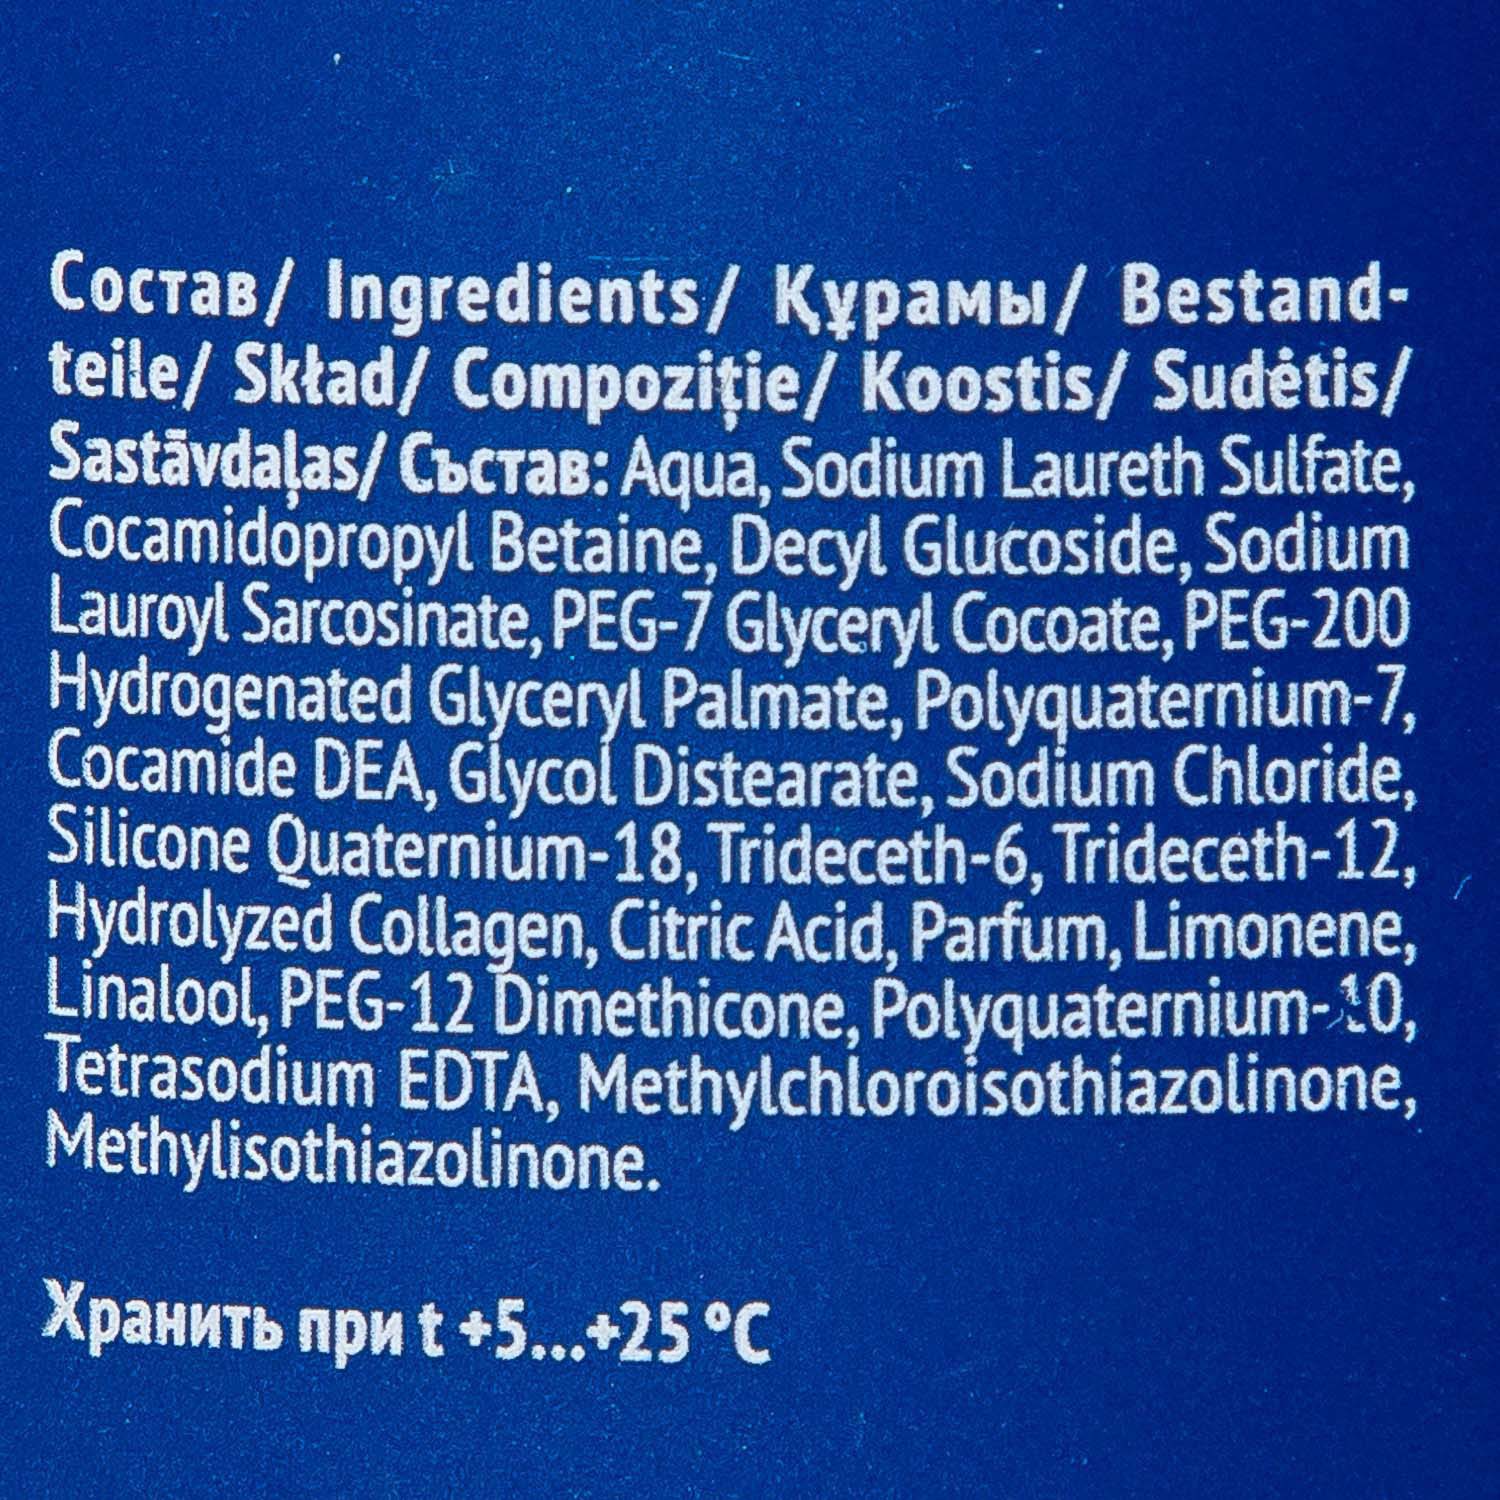 Состав/ Ingredients/ Құрамы/ Bestand-
teile/ Skład/ Compoziţie/ Koostis/ Sudėtis/
Sastāvdaļas/ Състав: Aqua, Sodium Laureth Sulfate,
Cocamidopropyl Betaine, Decyl Glucoside, Sodium
Lauroyl Sarcosinate, PEG-7 Glyceryl Cocoate, PEG-200
Hydrogenated Glyceryl Palmate, Polyquaternium-7,
Cocamide DEA, Glycol Distearate, Sodium Chloride,
Silicone Quaternium-18, Trideceth-6, Trideceth-12,
Hydrolyzed Collagen, Citric Acid, Parfum, Limonene,
Linalool, PEG-12 Dimethicone, Polyquaternium-10,
Tetrasodium EDTA, Methylchloroisothiazolinone,
Methylisothiazolinone.
Хранить при t +5...+25 °C